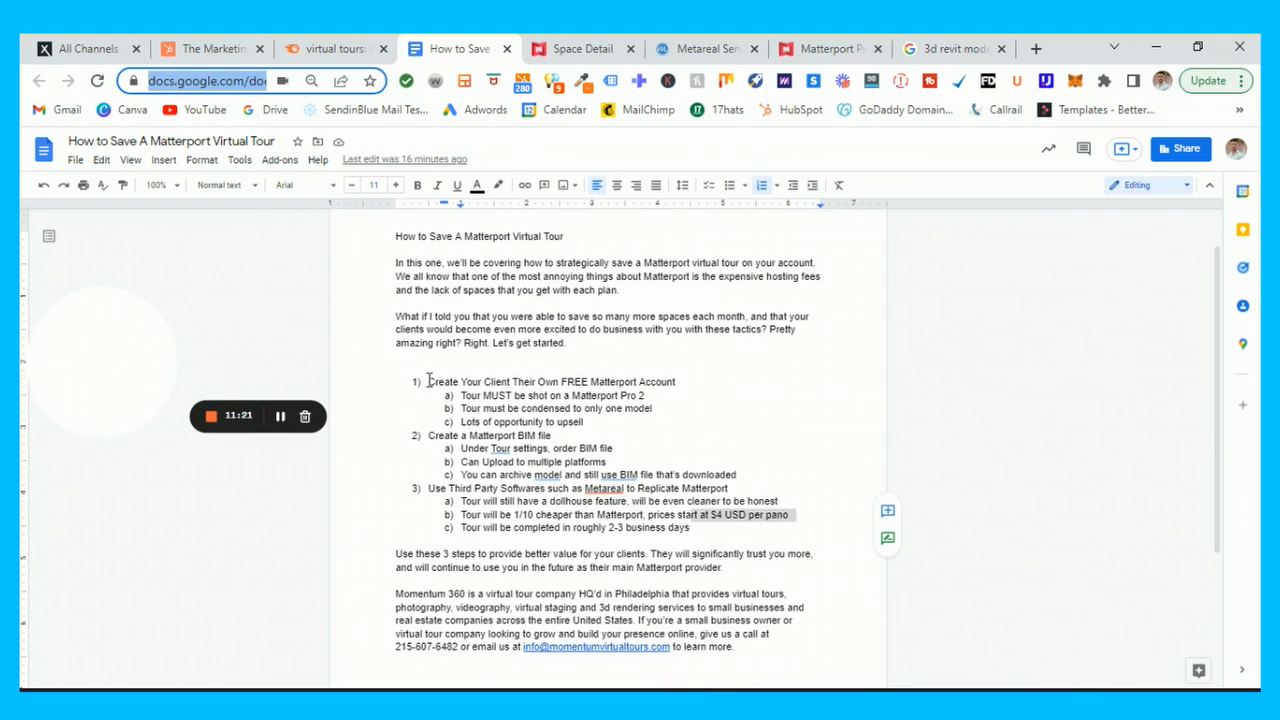 All Channels -
The Marketin
virtual tours:
How to Save
Space Detail
Metareal Serv
Matterport Pr
3d revit mod
docs.google.com/doc
280
9
98
Update
Gmail
Canva
YouTube
Drive
SendinBlue Mail Tes...
Adwords
Calendar
MailChimp
17hats
HubSpot
GoDaddy Domain...
Callrail
Templates - Better...
How to Save A Matterport Virtual Tour
File Edit View Insert Format Tools Add-ons Help Last edit was 16 minutes ago
Share
100% Normal text Arial 11 Editing
1 1 2 3 4 5 6 7
How to Save A Matterport Virtual Tour
In this one, we'll be covering how to strategically save a Matterport virtual tour on your account.
We all know that one of the most annoying things about Matterport is the expensive hosting fees
and the lack of spaces that you get with each plan.
What if I told you that you were able to save so many more spaces each month, and that your
clients would become even more excited to do business with you with these tactics? Pretty
amazing right? Right. Let's get started.
1) Create Your Client Their Own FREE Matterport Account
a) Tour MUST be shot on a Matterport Pro 2
b) Tour must be condensed to only one model
c) Lots of opportunity to upsell
2) Create a Matterport BIM file
a) Under Tour settings, order BIM file
b) Can Upload to multiple platforms
c) You can archive model and still use BIM file that's downloaded
3) Use Third Party Softwares such as Metareal to Replicate Matterport
a) Tour will still have a dollhouse feature, will be even cleaner to be honest
b) Tour will be 1/10 cheaper than Matterport, prices start at $4 USD per pano
c) Tour will be completed in roughly 2-3 business days
Use these 3 steps to provide better value for your clients. They will significantly trust you more,
and will continue to use you in the future as their main Matterport provider.
Momentum 360 is a virtual tour company HQ'd in Philadelphia that provides virtual tours,
photography, videography, virtual staging and 3d rendering services to small businesses and
real estate companies across the entire United States. If you're a small business owner or
virtual tour company looking to grow and build your presence online, give us a call at
215-607-6482 or email us at info@momentumvirtualtours.com to learn more.
11:21